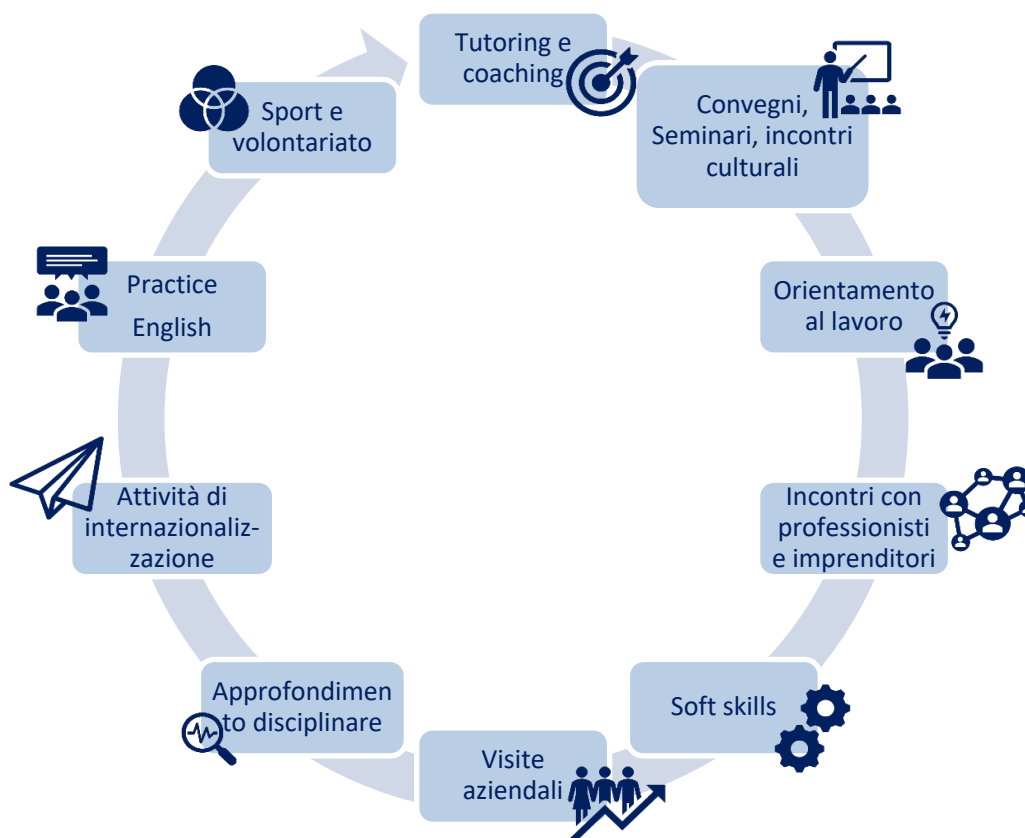 Tutoring e
coaching
Convegni,
Seminari, incontri
culturali
Orientamento
al lavoro
Incontri con
professionisti
e imprenditori
Soft skills
Visite
aziendali
Approfondimen
to disciplinare
Attività di
internazionaliz-
zazione
Practice
English
Sport e
volontariato